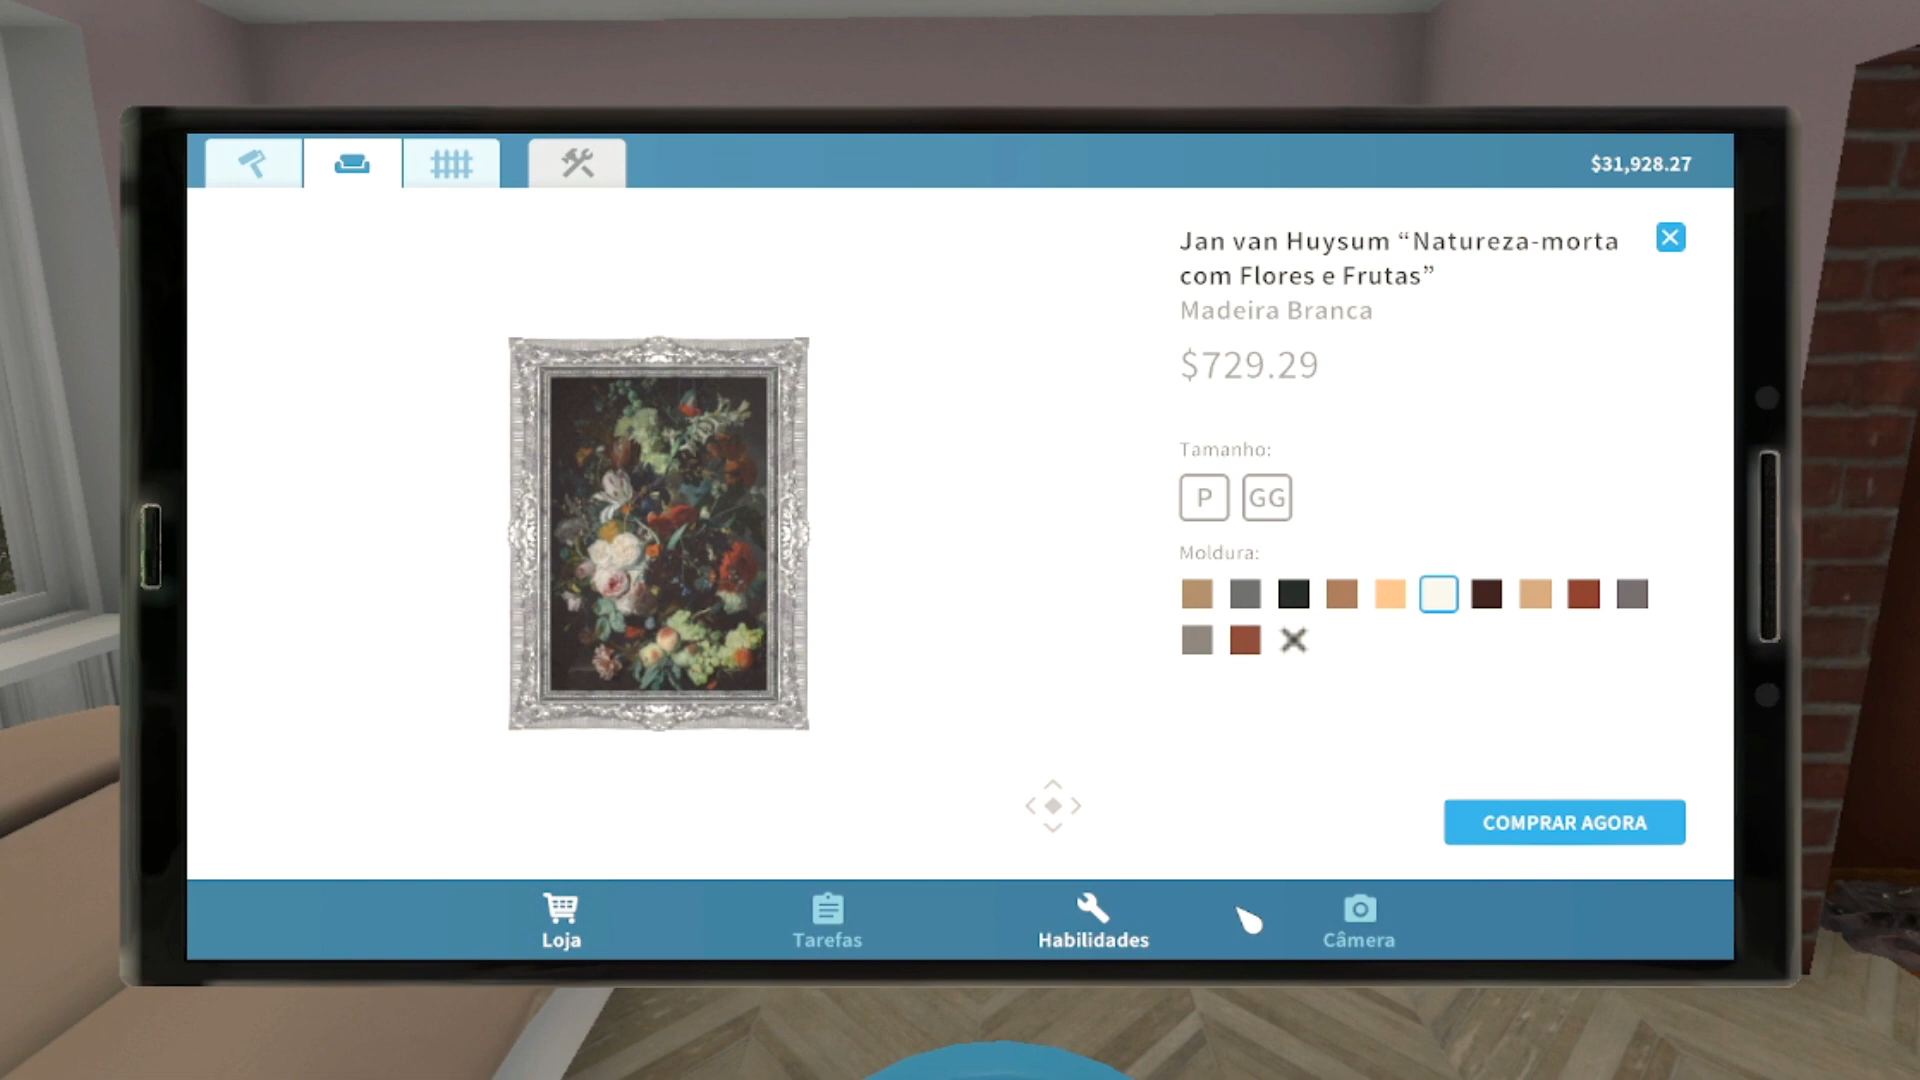 $31,928.27
Jan van Huysum “Natureza-morta
com Flores e Frutas”
Madeira Branca
$729.29
Tamanho:
P GG
Moldura:
COMPRAR AGORA
Loja Tarefas Habilidades Câmera